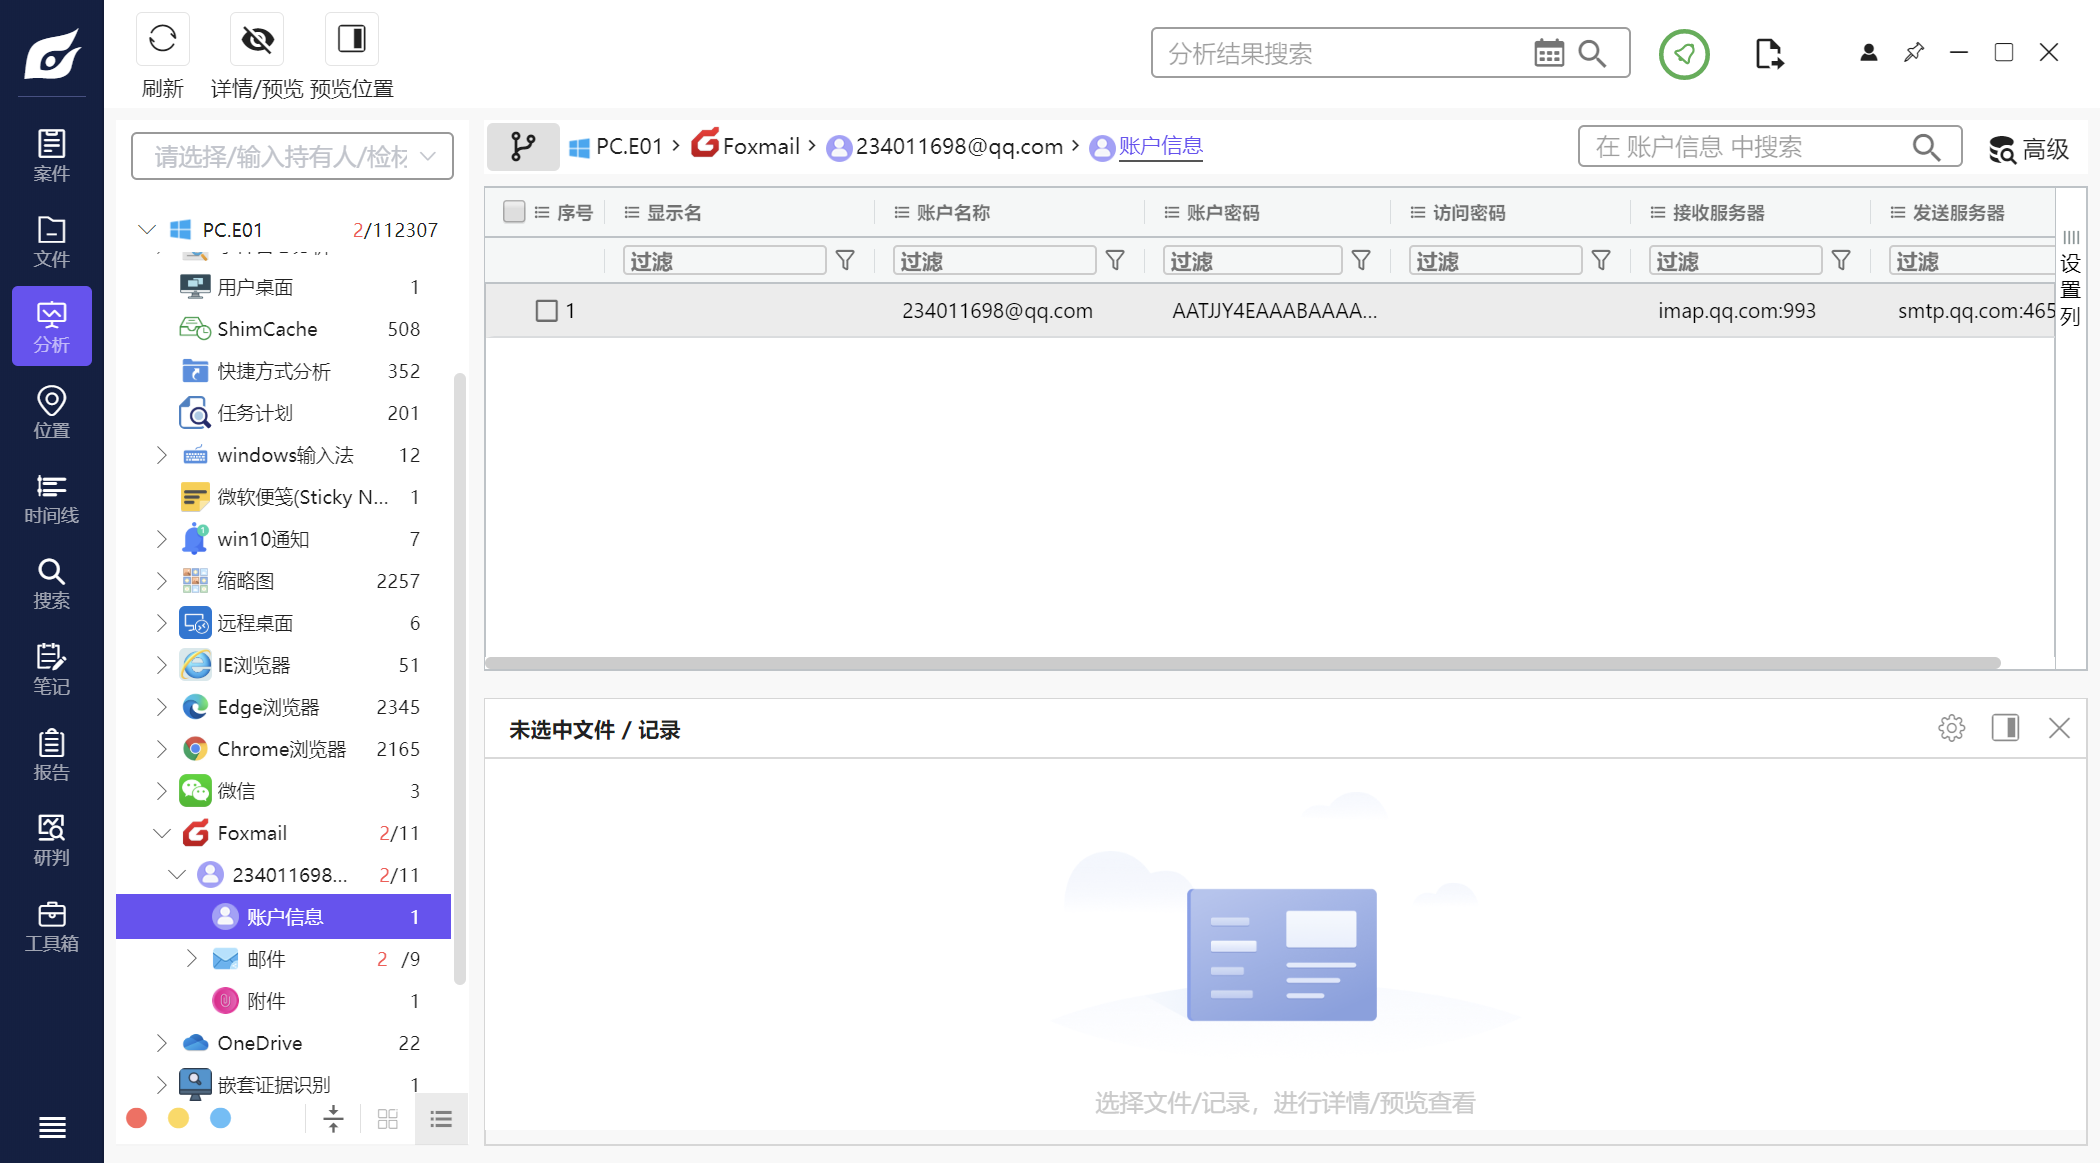 刷新
详情/预览
预览位置
分析结果搜索
案件
文件
分析
位置
时间线
搜索
笔记
报告
研判
工具箱
请选择/输入持有人/检材
PC.E01 2/112307
用户桌面 1
ShimCache 508
快捷方式分析 352
任务计划 201
windows输入法 12
微软便笺(Sticky N... 1
win10通知 7
缩略图 2257
远程桌面 6
IE浏览器 51
Edge浏览器 2345
Chrome浏览器 2165
微信 3
Foxmail 2/11
234011698... 2/11
账户信息 1
邮件 2 /9
附件 1
OneDrive 22
嵌套证据识别 1
PC.E01 › Foxmail › 234011698@qq.com › 账户信息
在 账户信息 中搜索
高级
序号 显示名 账户名称 账户密码 访问密码 接收服务器 发送服务器
过滤 过滤 过滤 过滤 过滤 过滤
1 234011698@qq.com AATJJY4EAAABAAAA... imap.qq.com:993 smtp.qq.com:465
设置列
未选中文件 / 记录
选择文件/记录，进行详情/预览查看